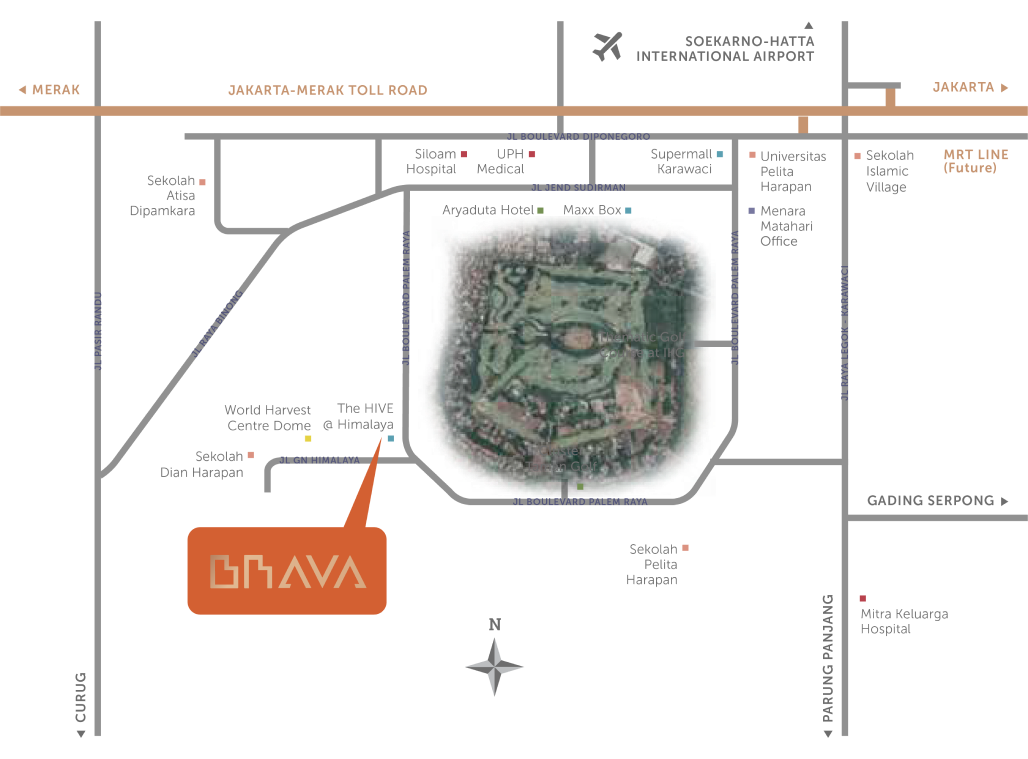 SOEKARNO-HATTA
INTERNATIONAL AIRPORT
MERAK
JAKARTA-MERAK TOLL ROAD
JAKARTA
JL BOULEVARD DIPONEGORO
MRT LINE
(Future)
Siloam
Hospital
UPH
Medical
Supermall
Karawaci
Universitas
Pelita
Harapan
Sekolah
Islamic
Village
Sekolah
Atisa
Dipamkara
JL JEND SUDIRMAN
Aryaduta Hotel
Maxx Box
Menara
Matahari
Office
JL PASIR RANDU
JL RAYA BINONG
JL BOULEVARD PALEM RAYA
JL BOULEVARD PALEM RAYA
JL RAYA LEGOK - KARAWACI
World Harvest
Centre Dome
The HIVE
@ Himalaya
Sekolah
Dian Harapan
JL GN HIMALAYA
JL BOULEVARD PALEM RAYA
GADING SERPONG
BRAVA
Sekolah
Pelita
Harapan
Mitra Keluarga
Hospital
N
CURUG
PARUNG PANJANG